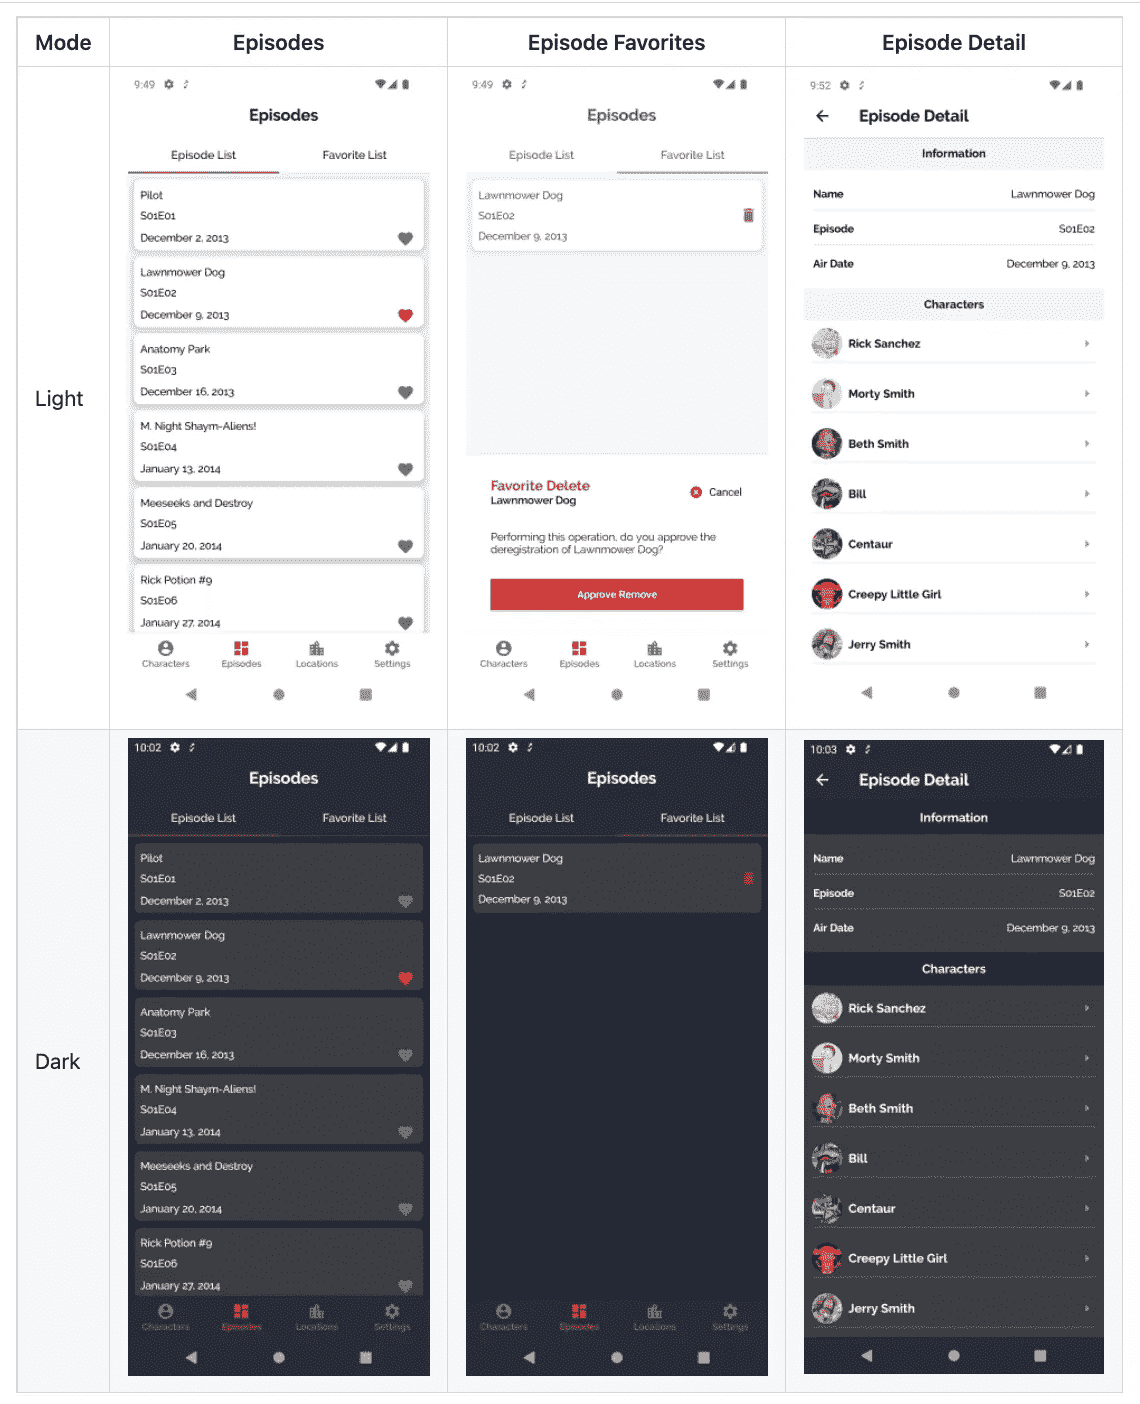 Mode
Episodes
Episode Favorites
Episode Detail
Light
9:49
Episodes
Episode List
Favorite List
Pilot
S01E01
December 2, 2013
Lawnmower Dog
S01E02
December 9, 2013
Anatomy Park
S01E03
December 16, 2013
M. Night Shaym-Aliens!
S01E04
January 13, 2014
Meeseeks and Destroy
S01E05
January 20, 2014
Rick Potion #9
S01E06
January 27, 2014
Characters
Episodes
Locations
Settings
9:49
Episodes
Episode List
Favorite List
Lawnmower Dog
S01E02
December 9, 2013
Favorite Delete
Lawnmower Dog
Cancel
Performing this operation, do you approve the
deregistration of Lawnmower Dog?
Approve Remove
Characters
Episodes
Locations
Settings
9:52
Episode Detail
Information
Name
Lawnmower Dog
Episode
S01E02
Air Date
December 9, 2013
Characters
Rick Sanchez
Morty Smith
Beth Smith
Bill
Centaur
Creepy Little Girl
Jerry Smith
Dark
10:02
Episodes
Episode List
Favorite List
Pilot
S01E01
December 2, 2013
Lawnmower Dog
S01E02
December 9, 2013
Anatomy Park
S01E03
December 16, 2013
M. Night Shaym-Aliens!
S01E04
January 13, 2014
Meeseeks and Destroy
S01E05
January 20, 2014
Rick Potion #9
S01E06
January 27, 2014
Characters
Episodes
Locations
Settings
10:02
Episodes
Episode List
Favorite List
Lawnmower Dog
S01E02
December 9, 2013
Characters
Episodes
Locations
Settings
10:03
Episode Detail
Information
Name
Lawnmower Dog
Episode
S01E02
Air Date
December 9, 2013
Characters
Rick Sanchez
Morty Smith
Beth Smith
Bill
Centaur
Creepy Little Girl
Jerry Smith